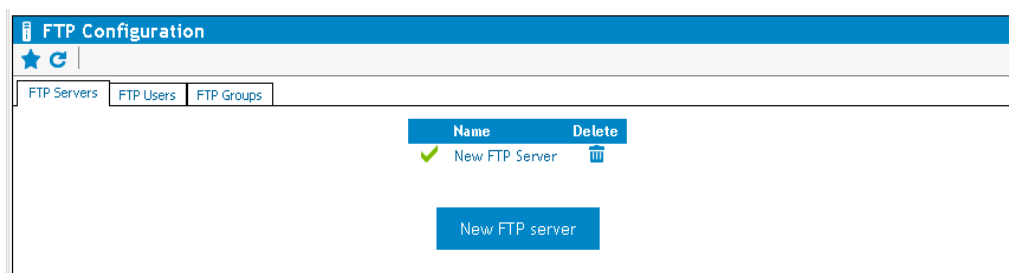 FTP Configuration
FTP Servers FTP Users FTP Groups
Name Delete
New FTP Server
New FTP server